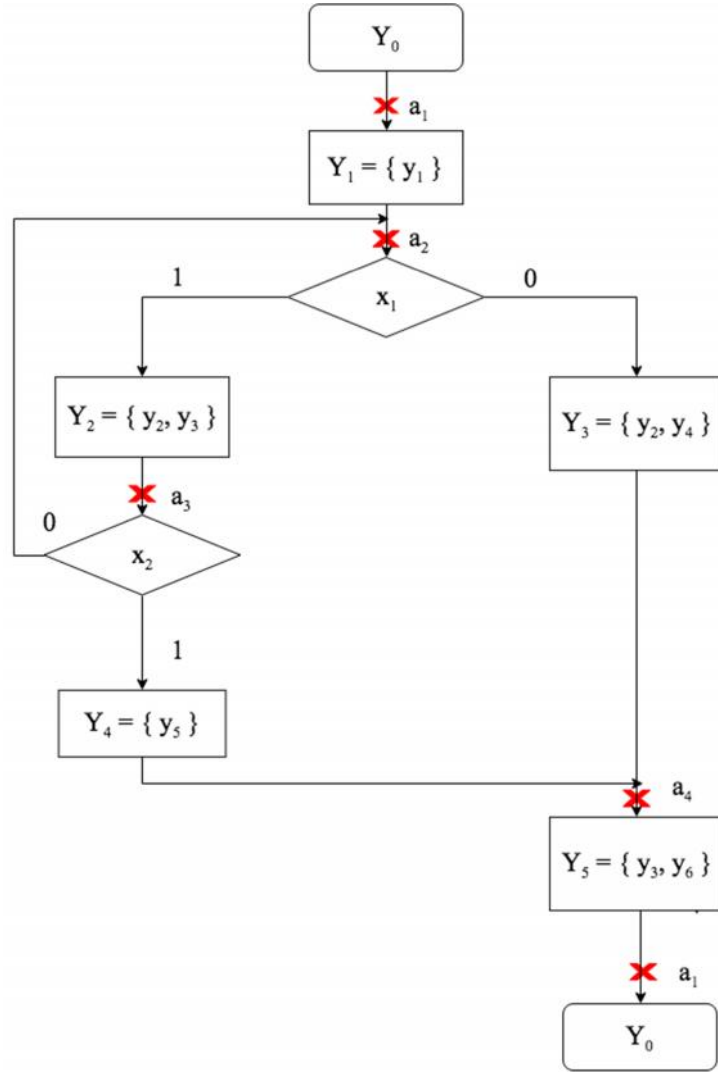 Y₀
a₁
Y₁ = { y₁ }
a₂
1
x₁
0
Y₂ = { y₂, y₃ }
Y₃ = { y₂, y₄ }
a₃
0
x₂
1
Y₄ = { y₅ }
a₄
Y₅ = { y₃, y₆ }
a₁
Y₀